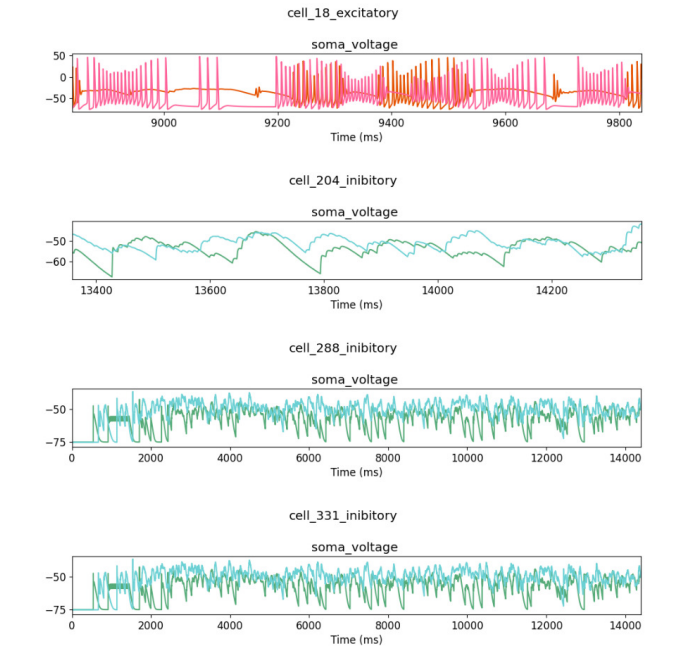 cell_18_excitatory
soma_voltage
50
0
−50
9000 9200 9400 9600 9800
Time (ms)
cell_204_inibitory
soma_voltage
−50
−60
13400 13600 13800 14000 14200
Time (ms)
cell_288_inibitory
soma_voltage
−50
−75
0 2000 4000 6000 8000 10000 12000 14000
Time (ms)
cell_331_inibitory
soma_voltage
−50
−75
0 2000 4000 6000 8000 10000 12000 14000
Time (ms)